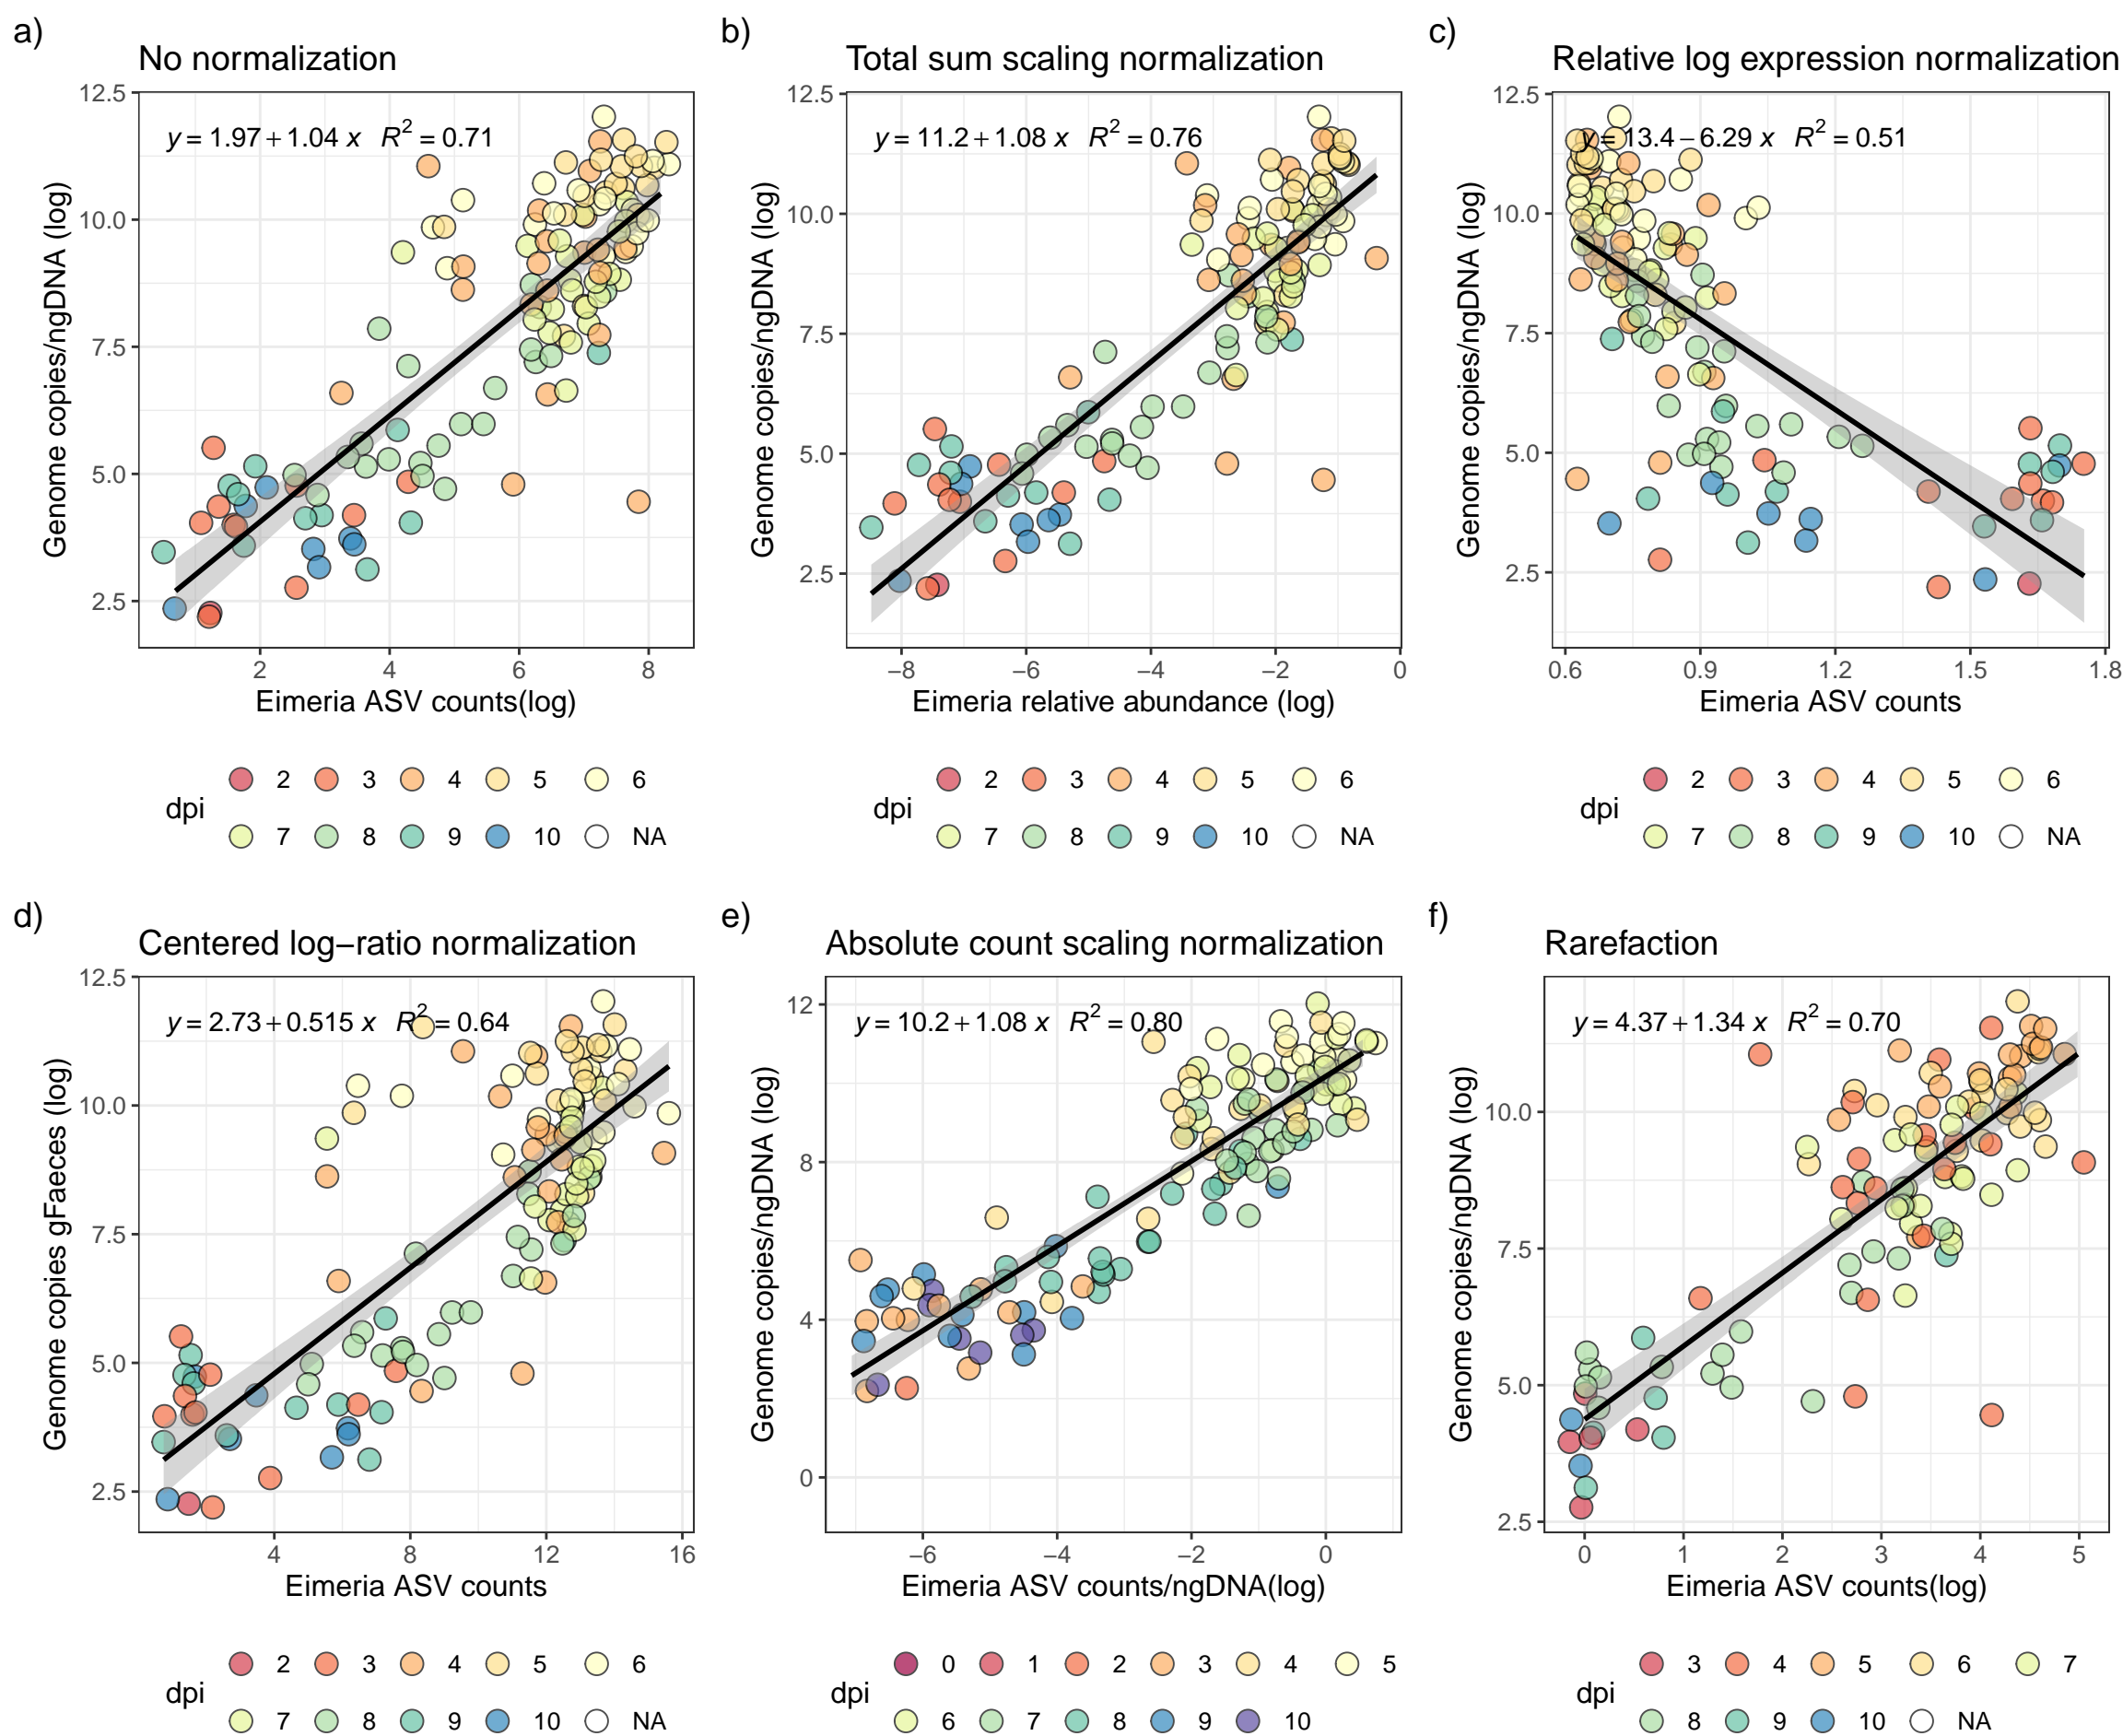 a)
No normalization
y = 1.97 + 1.04 x R² = 0.71
12.5
10.0
7.5
5.0
2.5
Genome copies/ngDNA (log)
2 4 6 8
Eimeria ASV counts(log)
dpi
2 3 4 5 6
7 8 9 10 NA
b)
Total sum scaling normalization
y = 11.2 + 1.08 x R² = 0.76
12.5
10.0
7.5
5.0
2.5
Genome copies/ngDNA (log)
−8 −6 −4 −2 0
Eimeria relative abundance (log)
dpi
2 3 4 5 6
7 8 9 10 NA
c)
Relative log expression normalization
y = 13.4 − 6.29 x R² = 0.51
12.5
10.0
7.5
5.0
2.5
Genome copies/ngDNA (log)
0.6 0.9 1.2 1.5 1.8
Eimeria ASV counts
dpi
2 3 4 5 6
7 8 9 10 NA
d)
Centered log−ratio normalization
y = 2.73 + 0.515 x R² = 0.64
12.5
10.0
7.5
5.0
2.5
Genome copies gFaeces (log)
4 8 12 16
Eimeria ASV counts
dpi
2 3 4 5 6
7 8 9 10 NA
e)
Absolute count scaling normalization
y = 10.2 + 1.08 x R² = 0.80
12
8
4
0
Genome copies/ngDNA (log)
−6 −4 −2 0
Eimeria ASV counts/ngDNA(log)
dpi
0 1 2 3 4 5
6 7 8 9 10
f)
Rarefaction
y = 4.37 + 1.34 x R² = 0.70
10.0
7.5
5.0
2.5
Genome copies/ngDNA (log)
0 1 2 3 4 5
Eimeria ASV counts(log)
dpi
3 4 5 6 7
8 9 10 NA